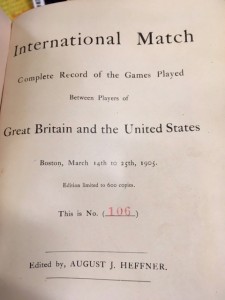 International Match
Complete Record of the Games Played
Between Players of
Great Britain and the United States
Boston, March 14th to 25th, 1905.
Edition limited to 600 copies.
This is No. (106)
Edited by, AUGUST J. HEFFNER.